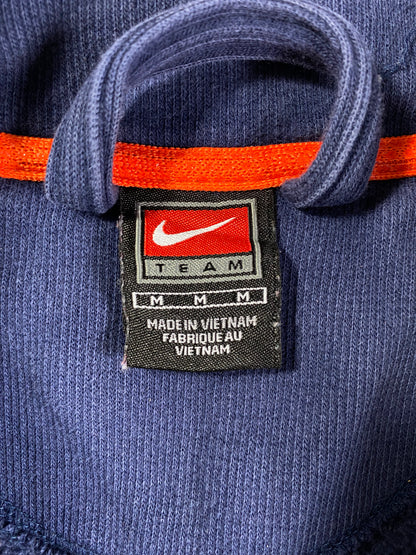 TEAM
M M M
MADE IN VIETNAM
FABRIQUE AU
VIETNAM